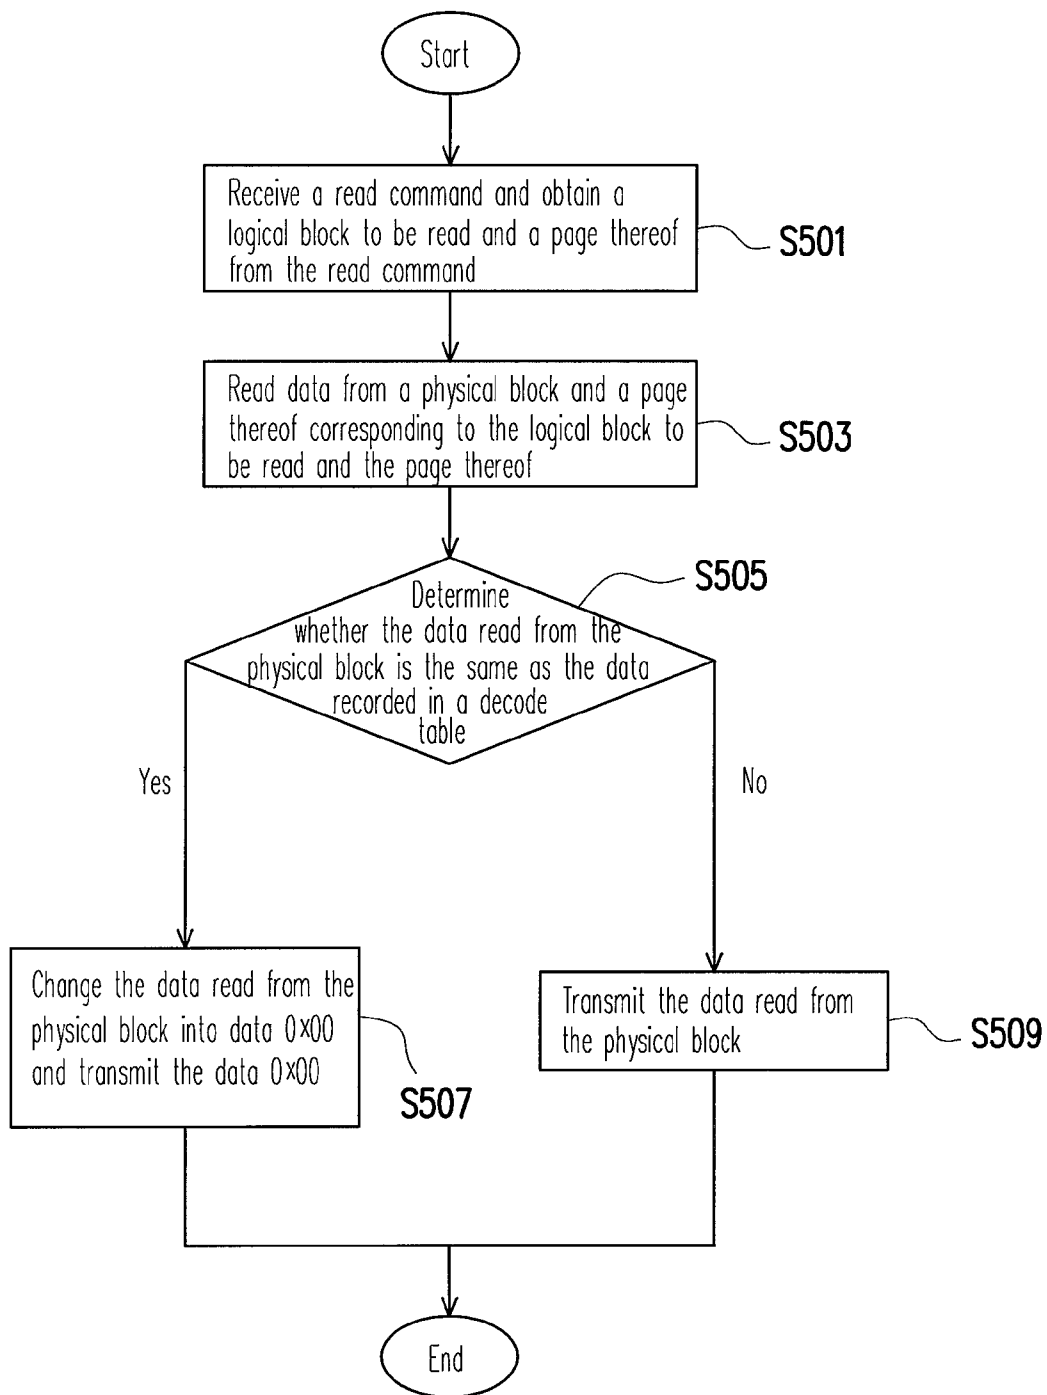 Start
Receive a read command and obtain a
logical block to be read and a page thereof
from the read command
S501
Read data from a physical block and a page
thereof corresponding to the logical block to
be read and the page thereof
S503
S505
Determine
whether the data read from the
physical block is the same as the data
recorded in a decode
table
Yes
No
Change the data read from the
physical block into data 0×00
and transmit the data 0×00
S507
Transmit the data read from
the physical block
S509
End